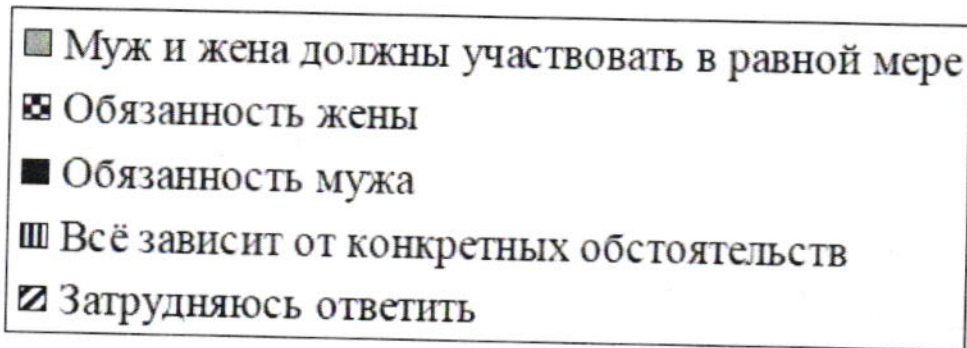 Муж и жена должны участвовать в равной мере
Обязанность жены
Обязанность мужа
Всё зависит от конкретных обстоятельств
Затрудняюсь ответить